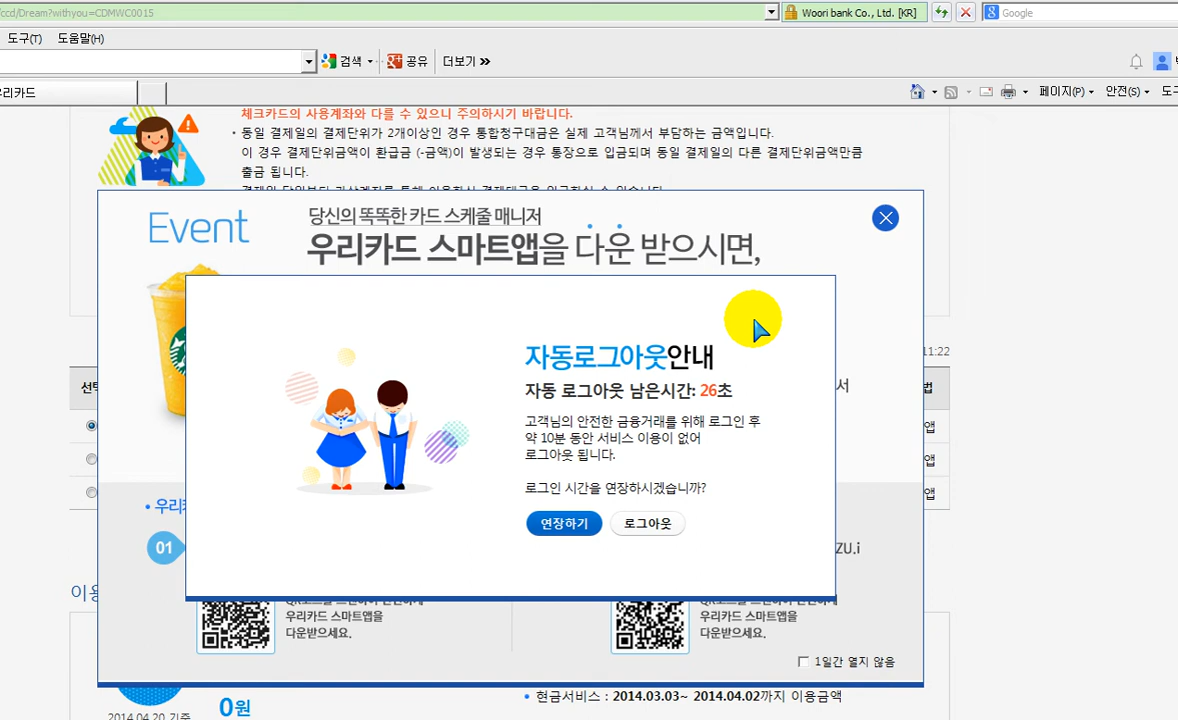 ccd/Dream?withyou=CDMWC0015
Woori bank Co., Ltd. [KR]
Google
도구(T) 도움말(H)
검색
공유
더보기 »
리카드
페이지(P)
안전(S)
체크카드의 사용계좌와 다를 수 있으니 주의하시기 바랍니다.
• 동일 결제일의 결제단위가 2개이상인 경우 통합청구대금은 실제 고객님께서 부담하는 금액입니다.
이 경우 결제단위금액이 환급금 (-금액)이 발생되는 경우 통장으로 입금되며 동일 결제일의 다른 결제단위금액만큼
출금 됩니다.
Event
당신의 똑똑한 카드 스케줄 매니저
우리카드 스마트앱을 다운 받으시면,
11:22
자동로그아웃안내
자동 로그아웃 남은시간: 26초
고객님의 안전한 금융거래를 위해 로그인 후
약 10분 동안 서비스 이용이 없어
로그아웃 됩니다.
로그인 시간을 연장하시겠습니까?
연장하기
로그아웃
선택
서
법
앱
앱
앱
• 우리
01
ZU.i
우리카드 스마트앱을
다운받으세요.
우리카드 스마트앱을
다운받으세요.
1일간 열지 않음
이용
0원
• 현금서비스 : 2014.03.03~ 2014.04.02까지 이용금액
2014.04.20 기준